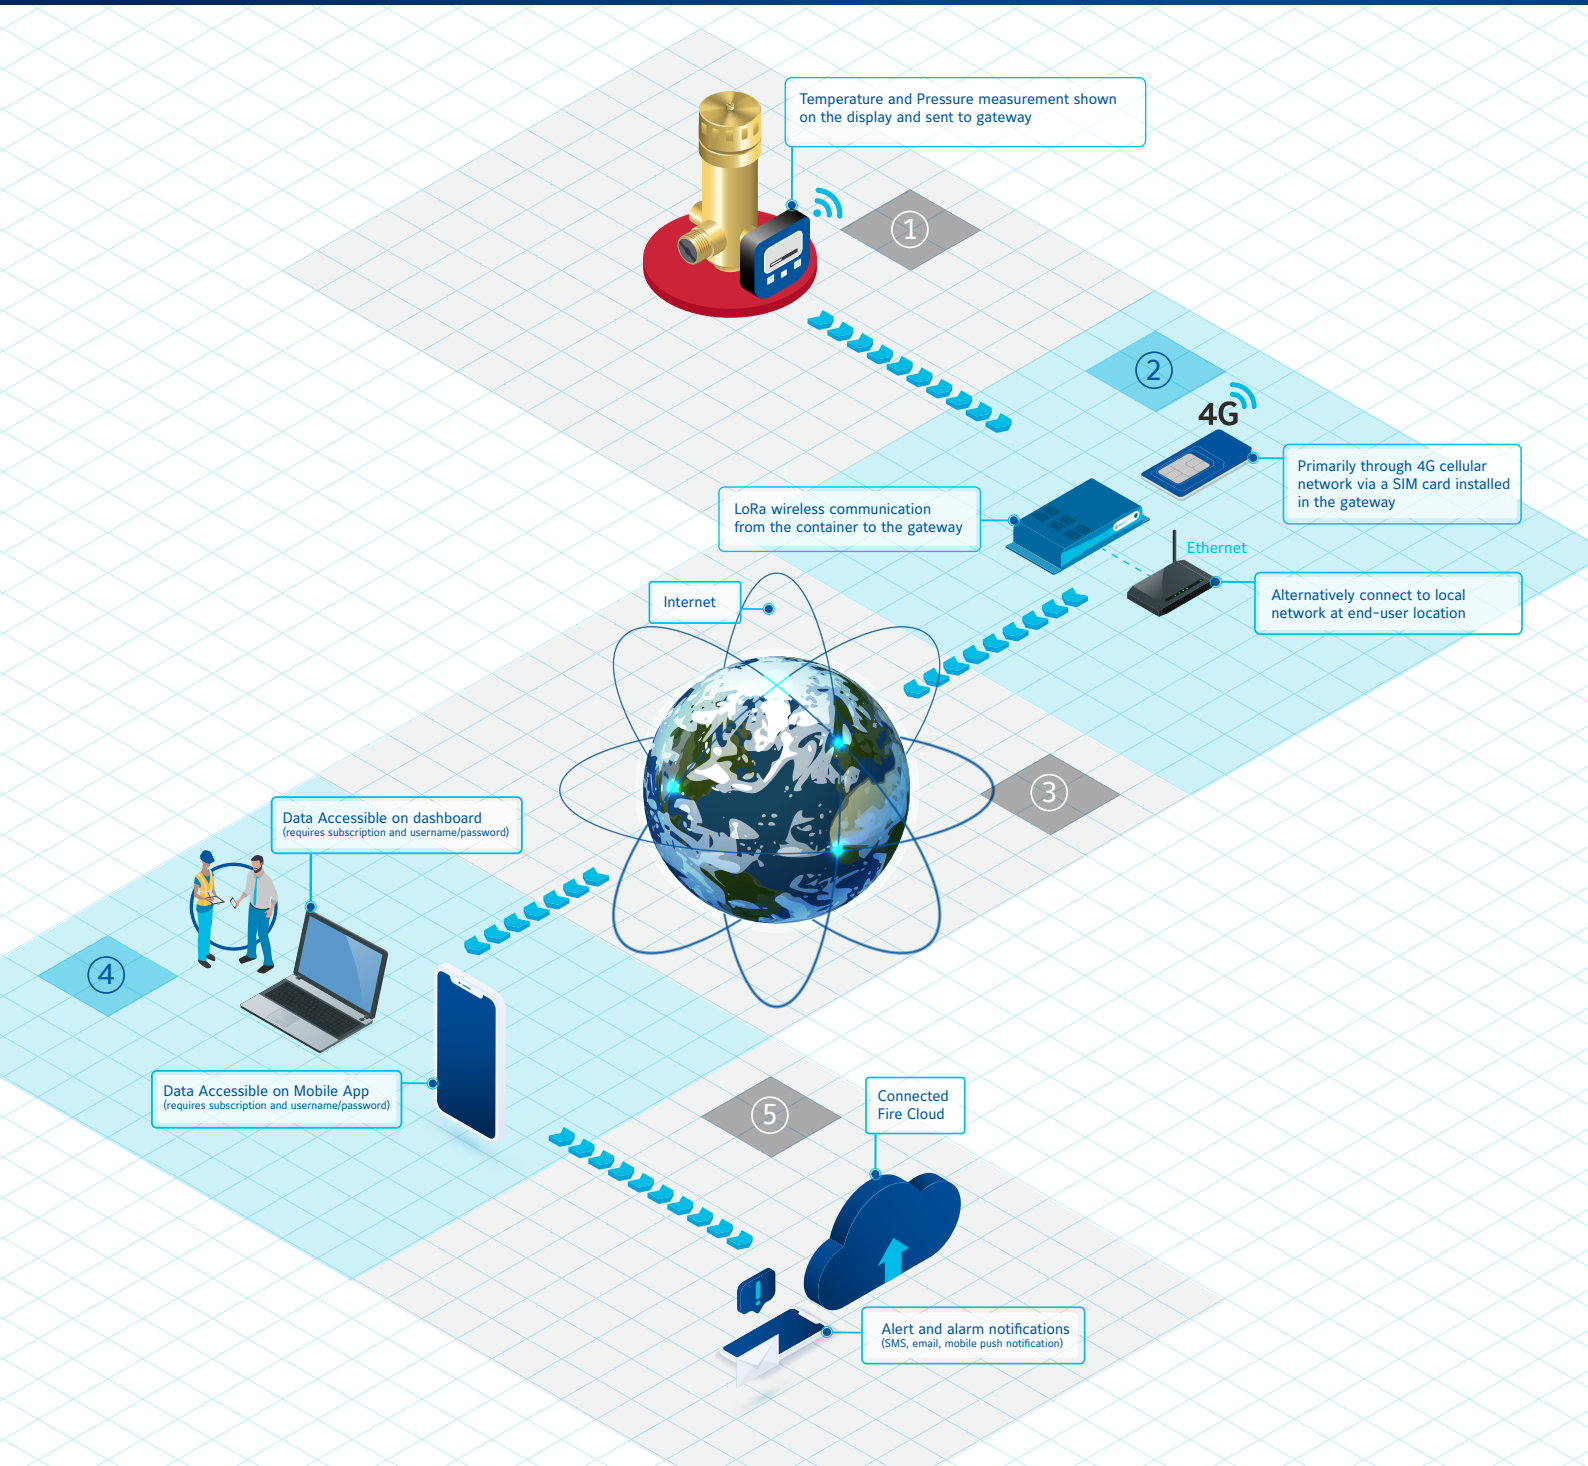 Temperature and Pressure measurement shown
on the display and sent to gateway
1
2
4G
Primarily through 4G cellular
network via a SIM card installed
in the gateway
LoRa wireless communication
from the container to the gateway
Ethernet
Alternatively connect to local
network at end-user location
Internet
3
Data Accessible on dashboard
(requires subscription and username/password)
4
Data Accessible on Mobile App
(requires subscription and username/password)
5
Connected
Fire Cloud
!
Alert and alarm notifications
(SMS, email, mobile push notification)